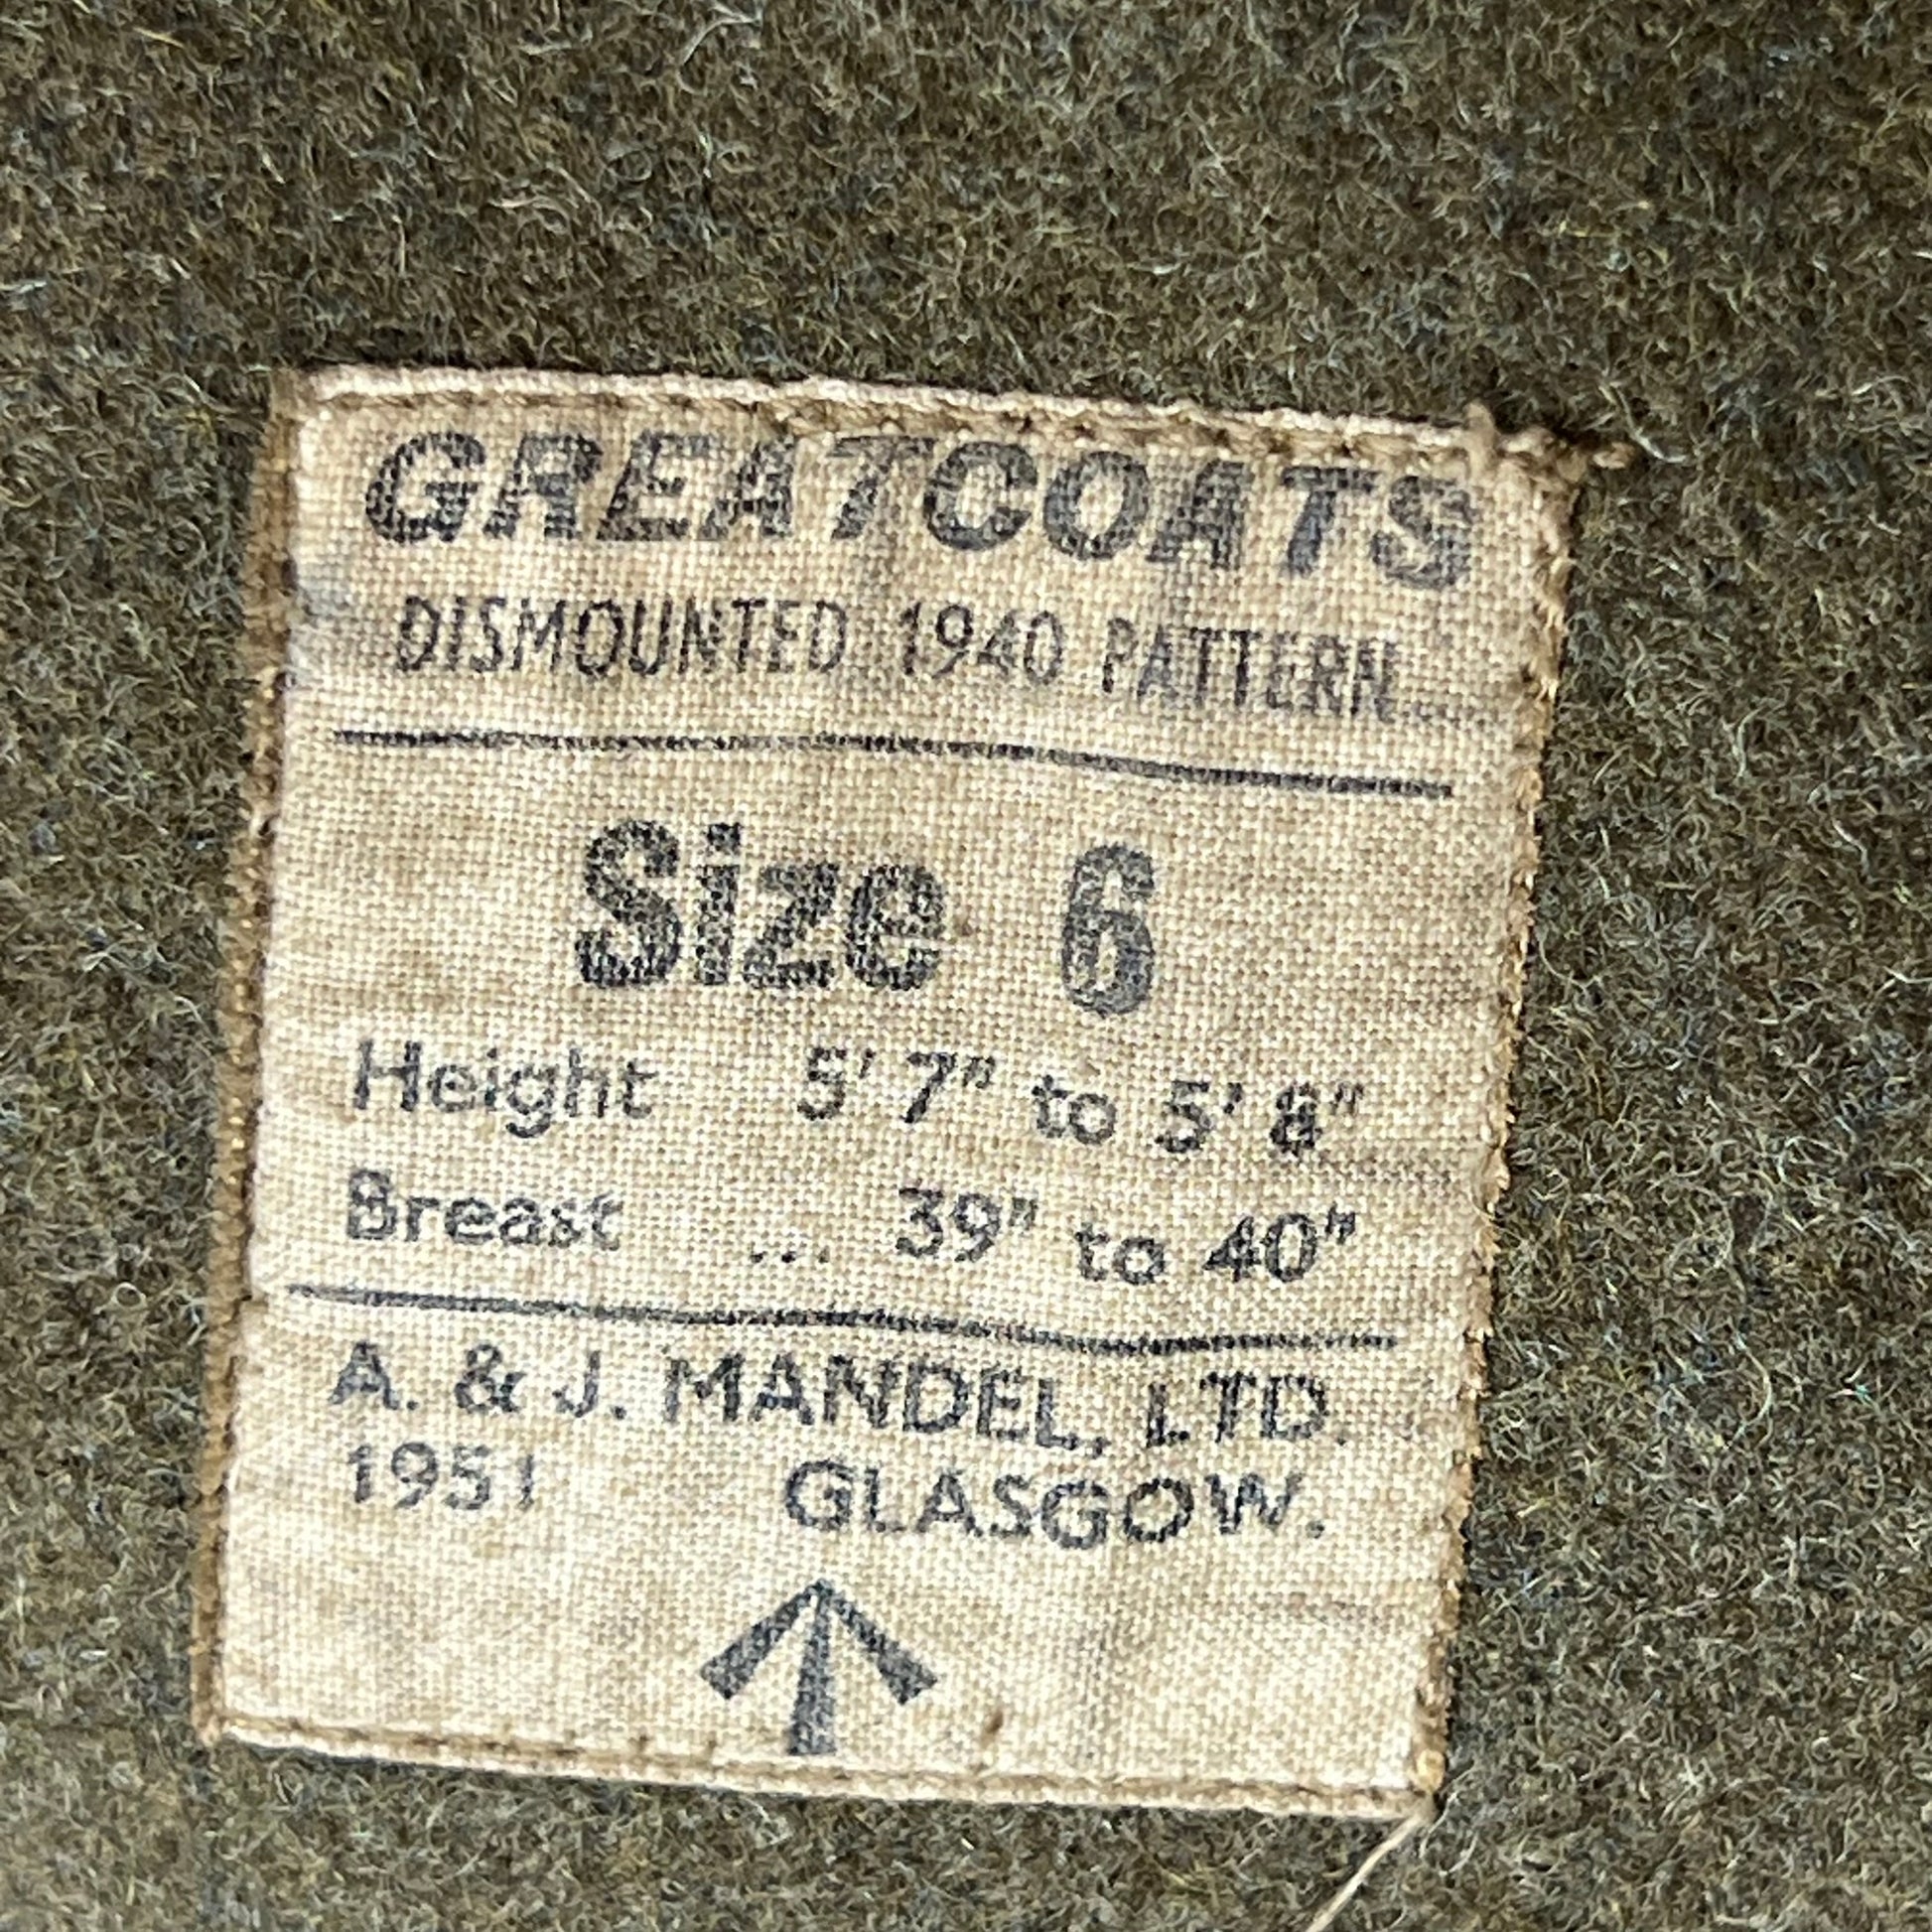 GREATCOATS
DISMOUNTED 1940 PATTERN
Size 6
Height 5' 7" to 5' 8"
Breast ... 39" to 40"
A. & J. MANDEL, LTD.
1951 GLASGOW.